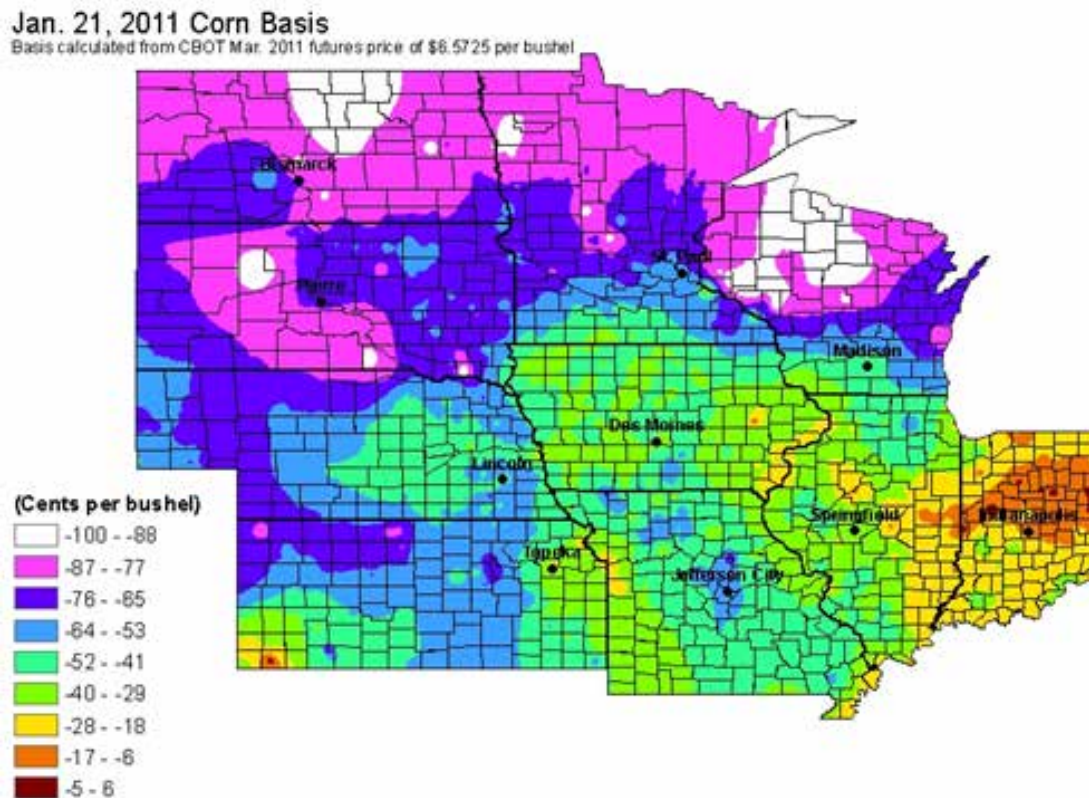 Jan. 21, 2011 Corn Basis
Basis calculated from CBOT Mar. 2011 futures price of $6.5725 per bushel
Bismarck
St. Paul
Pierre
Madison
Des Moines
Lincoln
(Cents per bushel)
Springfield
Indianapolis
Topeka
Jefferson City
-100 - -88
-87 - -77
-76 - -65
-64 - -53
-52 - -41
-40 - -29
-28 - -18
-17 - -6
-5 - 6